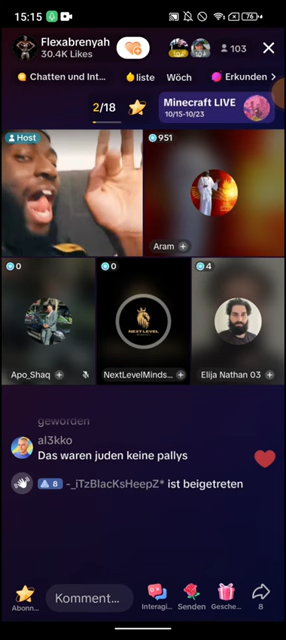 15:15
76
Flexabrenyah
30.4K Likes
103
Chatten und Int...
liste
Wöch
Erkunden
2/18
Minecraft LIVE
10/15-10/23
Host
951
Aram
0
0
4
NEXT LEVEL
Apo_Shaq
NextLevelMinds...
Elija Nathan 03
geworden
al3kko
Das waren juden keine pallys
8 -_iTzBlacKsHeepZ* ist beigetreten
Abonn...
Komment...
Interagi...
Senden
Gesche...
8